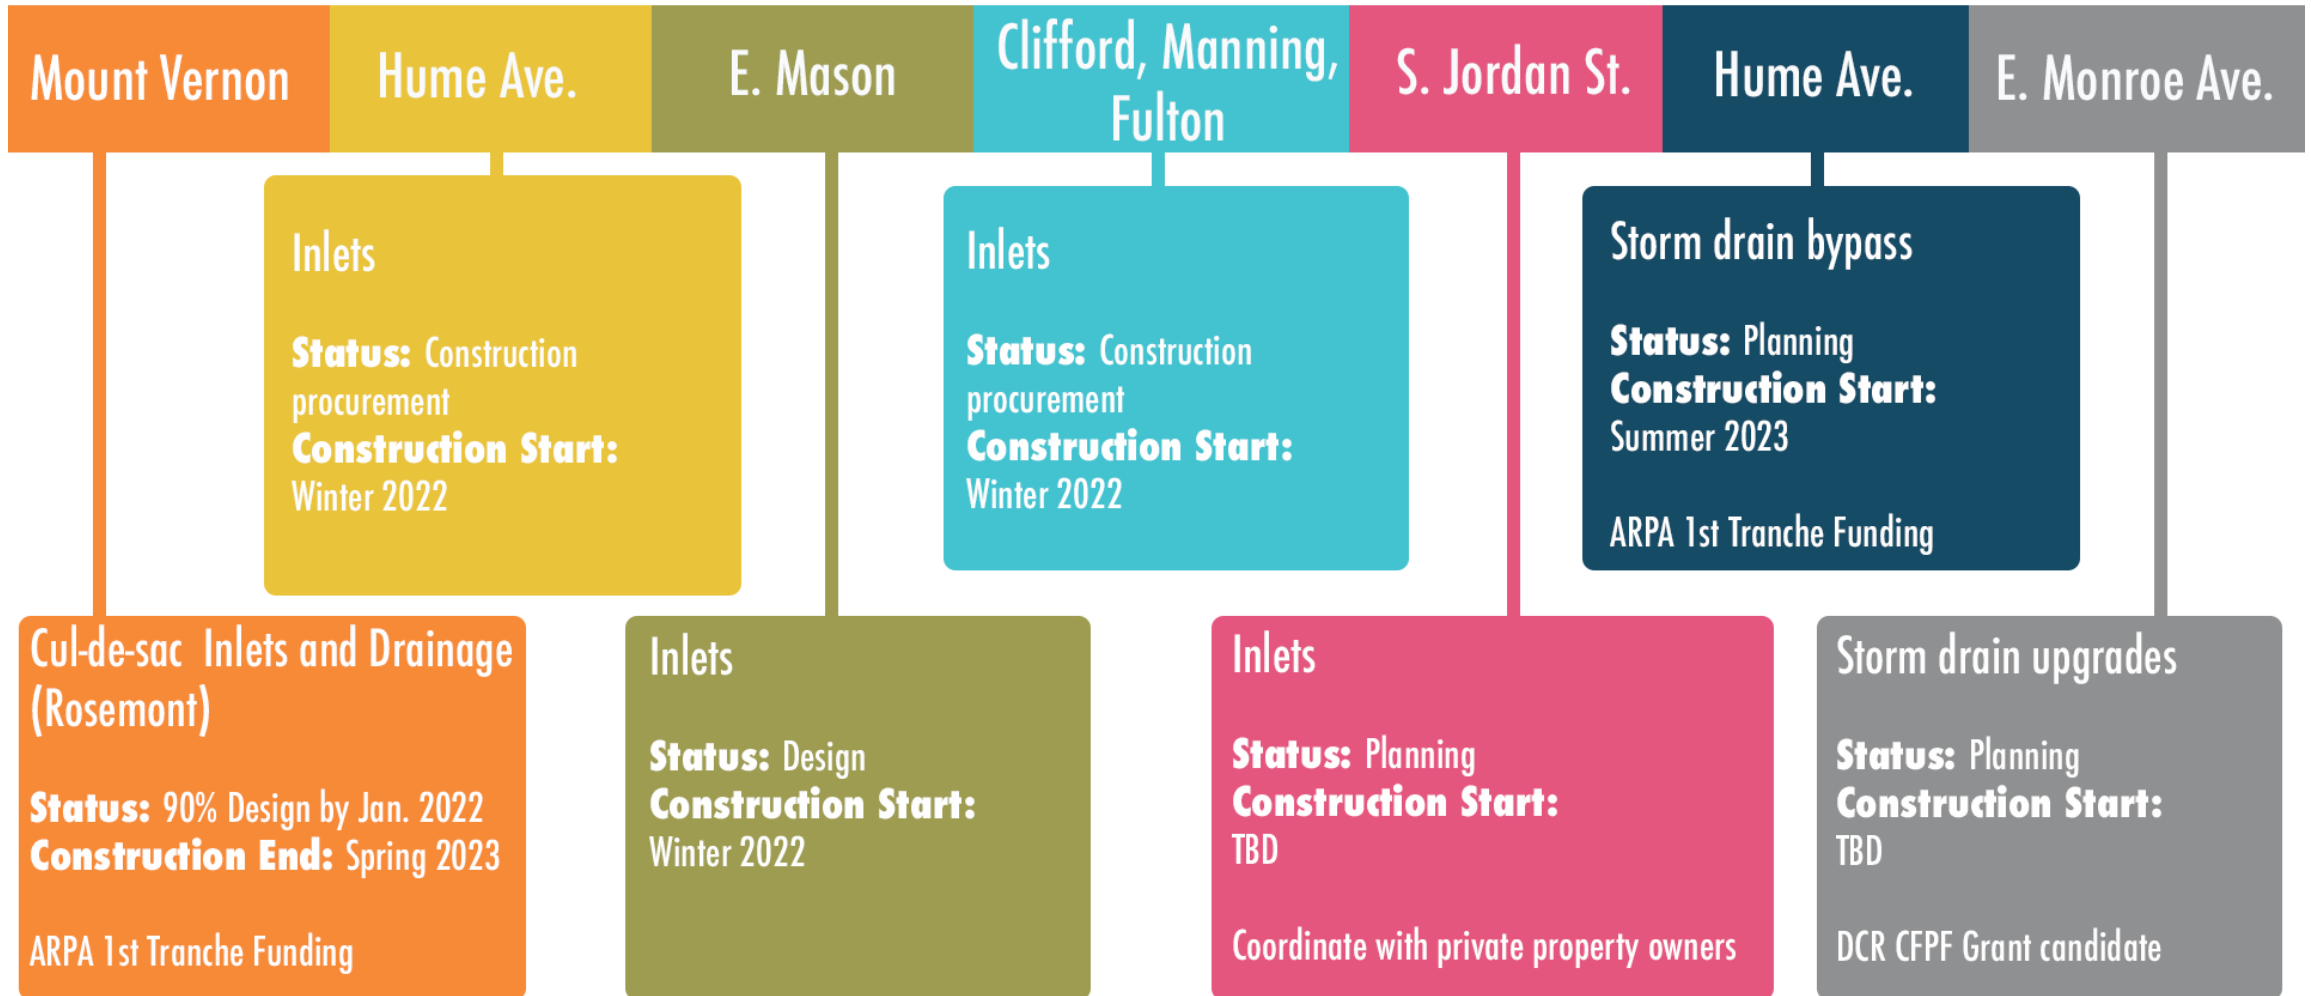 Mount Vernon
Hume Ave.
E. Mason
Clifford, Manning,
Fulton
S. Jordan St.
Hume Ave.
E. Monroe Ave.
Inlets
Status: Construction
procurement
Construction Start:
Winter 2022
Inlets
Status: Construction
procurement
Construction Start:
Winter 2022
Storm drain bypass
Status: Planning
Construction Start:
Summer 2023
ARPA 1st Tranche Funding
Cul-de-sac Inlets and Drainage
(Rosemont)
Status: 90% Design by Jan. 2022
Construction End: Spring 2023
ARPA 1st Tranche Funding
Inlets
Status: Design
Construction Start:
Winter 2022
Inlets
Status: Planning
Construction Start:
TBD
Coordinate with private property owners
Storm drain upgrades
Status: Planning
Construction Start:
TBD
DCR CFPF Grant candidate